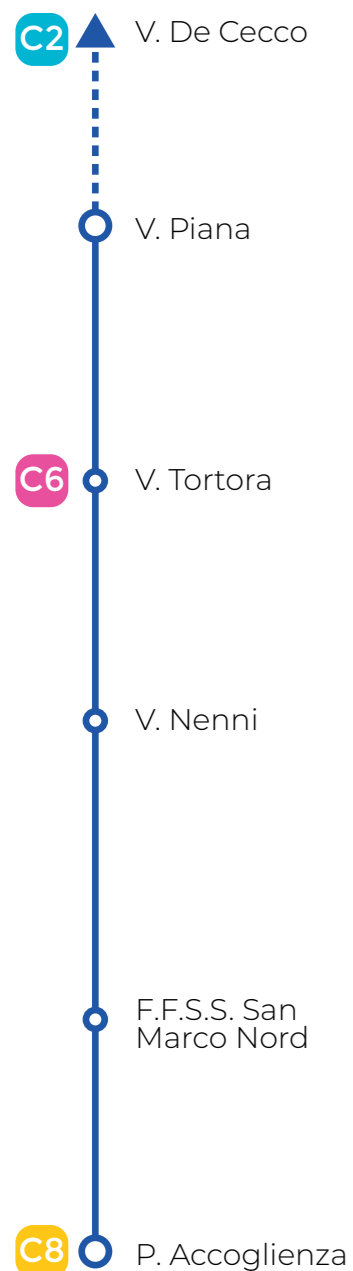 C2 V. De Cecco
V. Piana
C6 V. Tortora
V. Nenni
F.F.S.S. San
Marco Nord
C8 P. Accoglienza